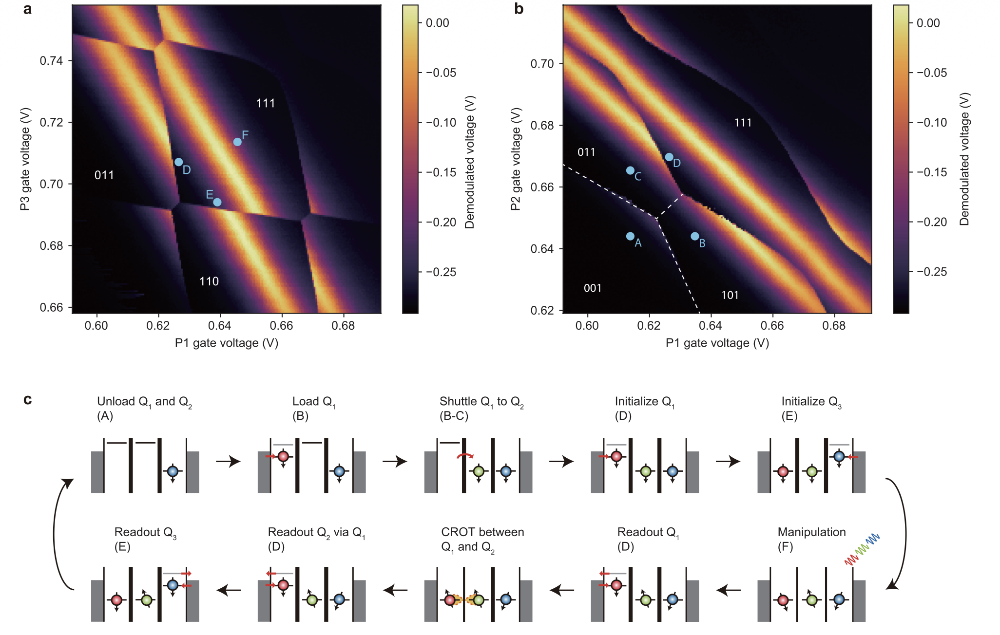 a
0.74
0.72
0.70
0.68
0.66
P3 gate voltage (V)
0.60
0.62
0.64
0.66
0.68
P1 gate voltage (V)
111
011
110
D
E
F
0.00
−0.05
−0.10
−0.15
−0.20
−0.25
Demodulated voltage (V)
b
0.70
0.68
0.66
0.64
0.62
P2 gate voltage (V)
0.60
0.62
0.64
0.66
0.68
P1 gate voltage (V)
111
011
001
101
A
B
C
D
0.00
−0.05
−0.10
−0.15
−0.20
−0.25
Demodulated voltage (V)
c
Unload Q1 and Q2
(A)
Load Q1
(B)
Shuttle Q1 to Q2
(B-C)
Initialize Q1
(D)
Initialize Q3
(E)
Readout Q3
(E)
Readout Q2 via Q1
(D)
CROT between
Q1 and Q2
Readout Q1
(D)
Manipulation
(F)